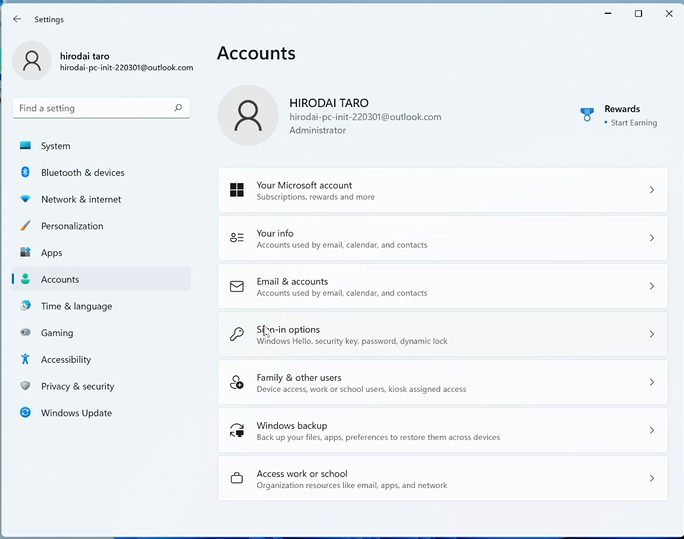 Settings
hirodai taro
hirodai-pc-init-220301@outlook.com
Find a setting
System
Bluetooth & devices
Network & internet
Personalization
Apps
Accounts
Time & language
Gaming
Accessibility
Privacy & security
Windows Update
Accounts
HIRODAI TARO
hirodai-pc-init-220301@outlook.com
Administrator
Rewards
• Start Earning
Your Microsoft account
Subscriptions, rewards and more
Your info
Accounts used by email, calendar, and contacts
Email & accounts
Accounts used by email, calendar, and contacts
Sign-in options
Windows Hello, security key, password, dynamic lock
Family & other users
Device access, work or school users, kiosk assigned access
Windows backup
Back up your files, apps, preferences to restore them across devices
Access work or school
Organization resources like email, apps, and network